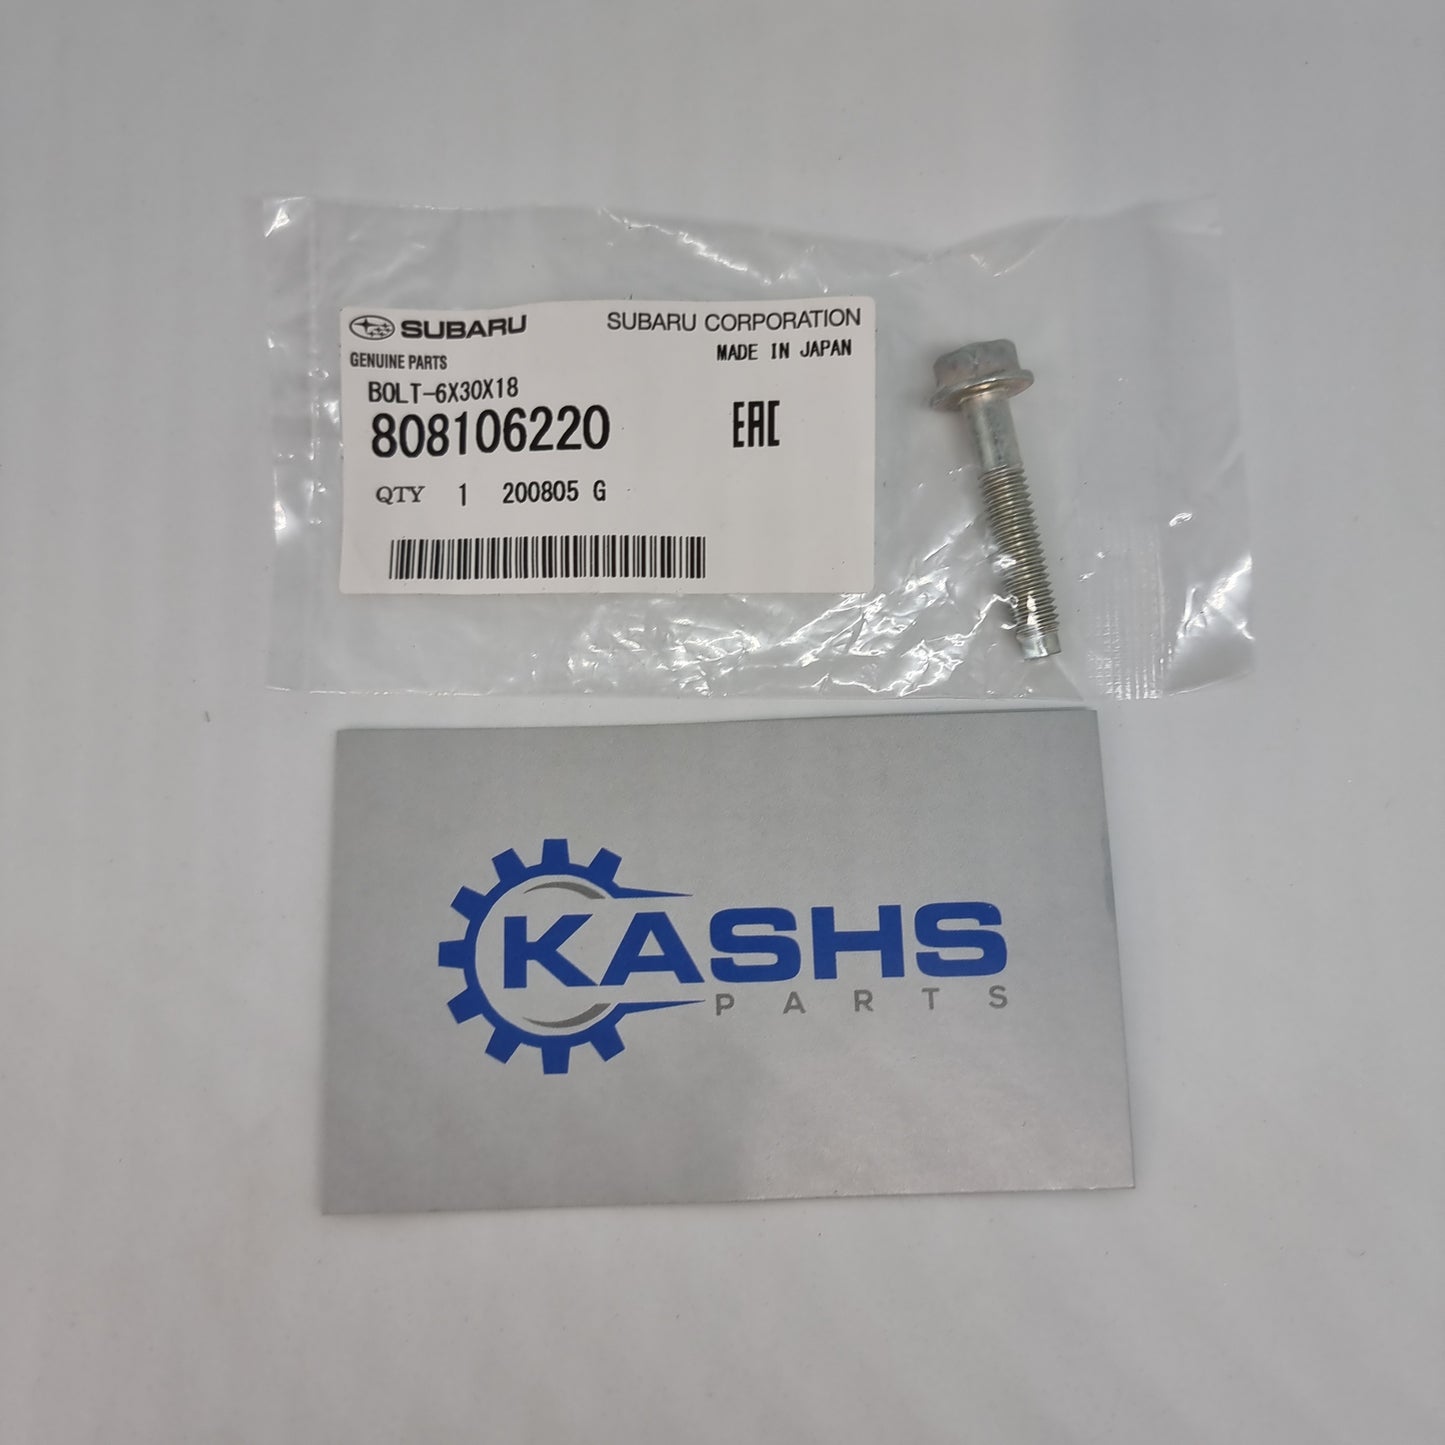 SUBARU SUBARU CORPORATION
GENUINE PARTS MADE IN JAPAN
BOLT-6X30X18
808106220 EAC
QTY 1 200805 G
KASHS
PARTS